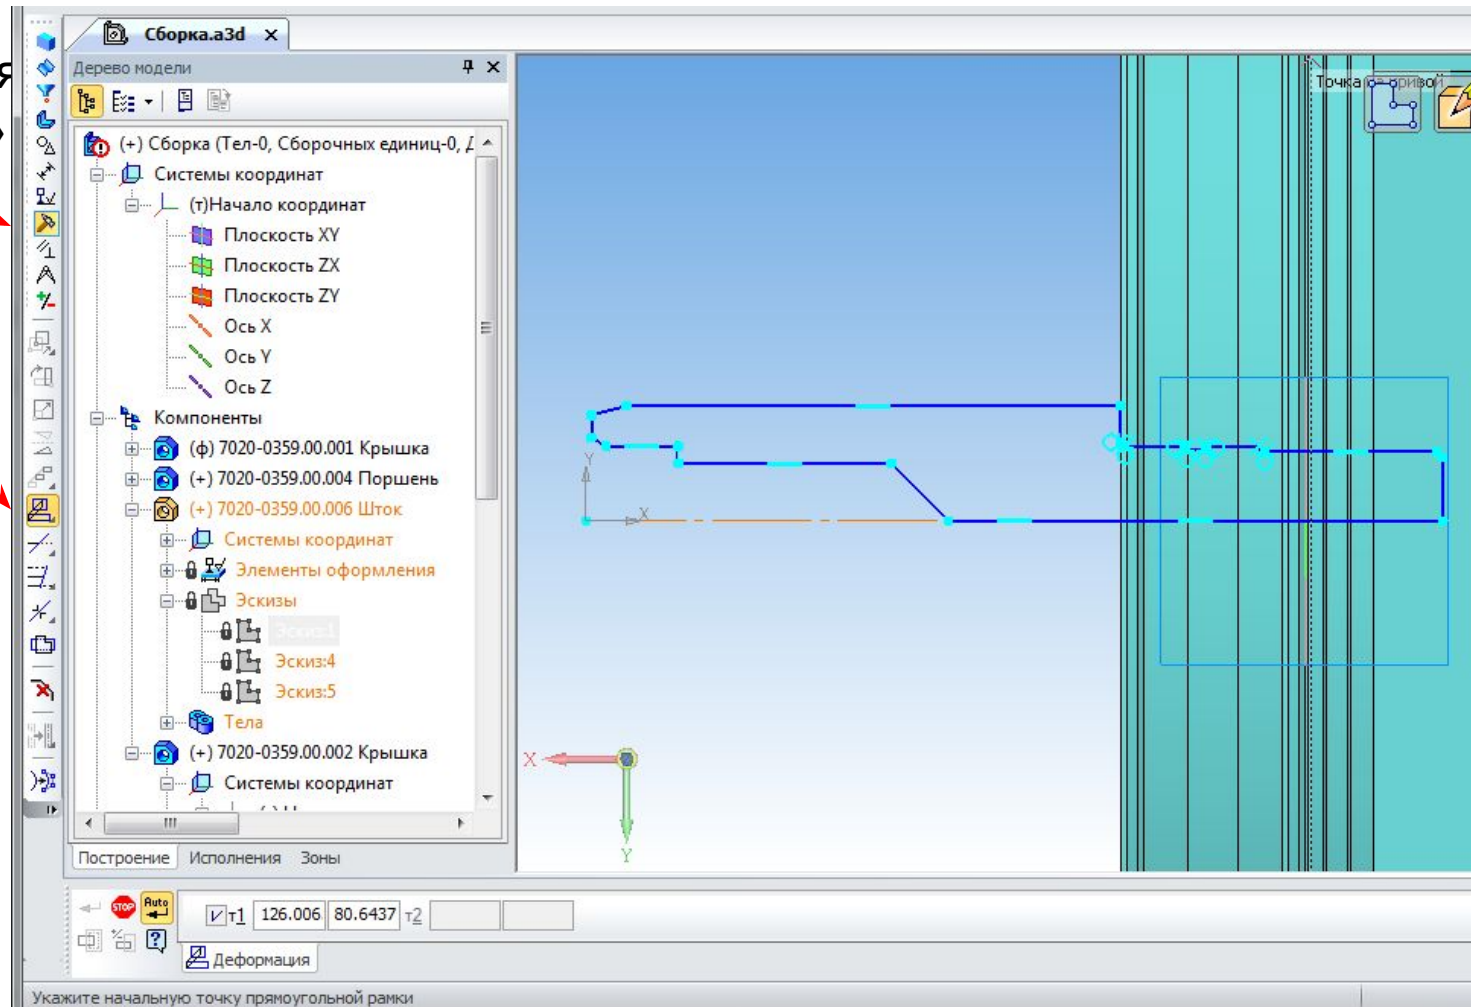 я
»
Сборка.a3d
Дерево модели
(+) Сборка (Тел-0, Сборочных единиц-0, Д
Системы координат
(т)Начало координат
Плоскость XY
Плоскость ZX
Плоскость ZY
Ось X
Ось Y
Ось Z
Компоненты
(ф) 7020-0359.00.001 Крышка
(+) 7020-0359.00.004 Поршень
(+) 7020-0359.00.006 Шток
Системы координат
Элементы оформления
Эскизы
Эскиз:1
Эскиз:4
Эскиз:5
Тела
(+) 7020-0359.00.002 Крышка
Системы координат
Построение Исполнения Зоны
Точка на кривой
Y
X
X
Y
STOP Auto
т1 126.006 80.6437 т2
Деформация
Укажите начальную точку прямоугольной рамки